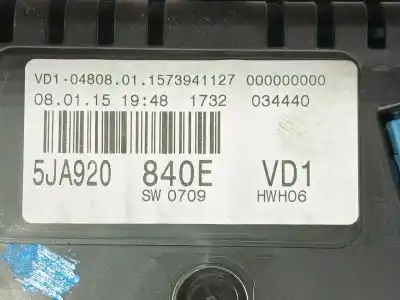 VD1-04808.01.1573941127 000000000
08.01.15 19:48 1732 034440
5JA920 840E VD1
SW 0709 HWH06